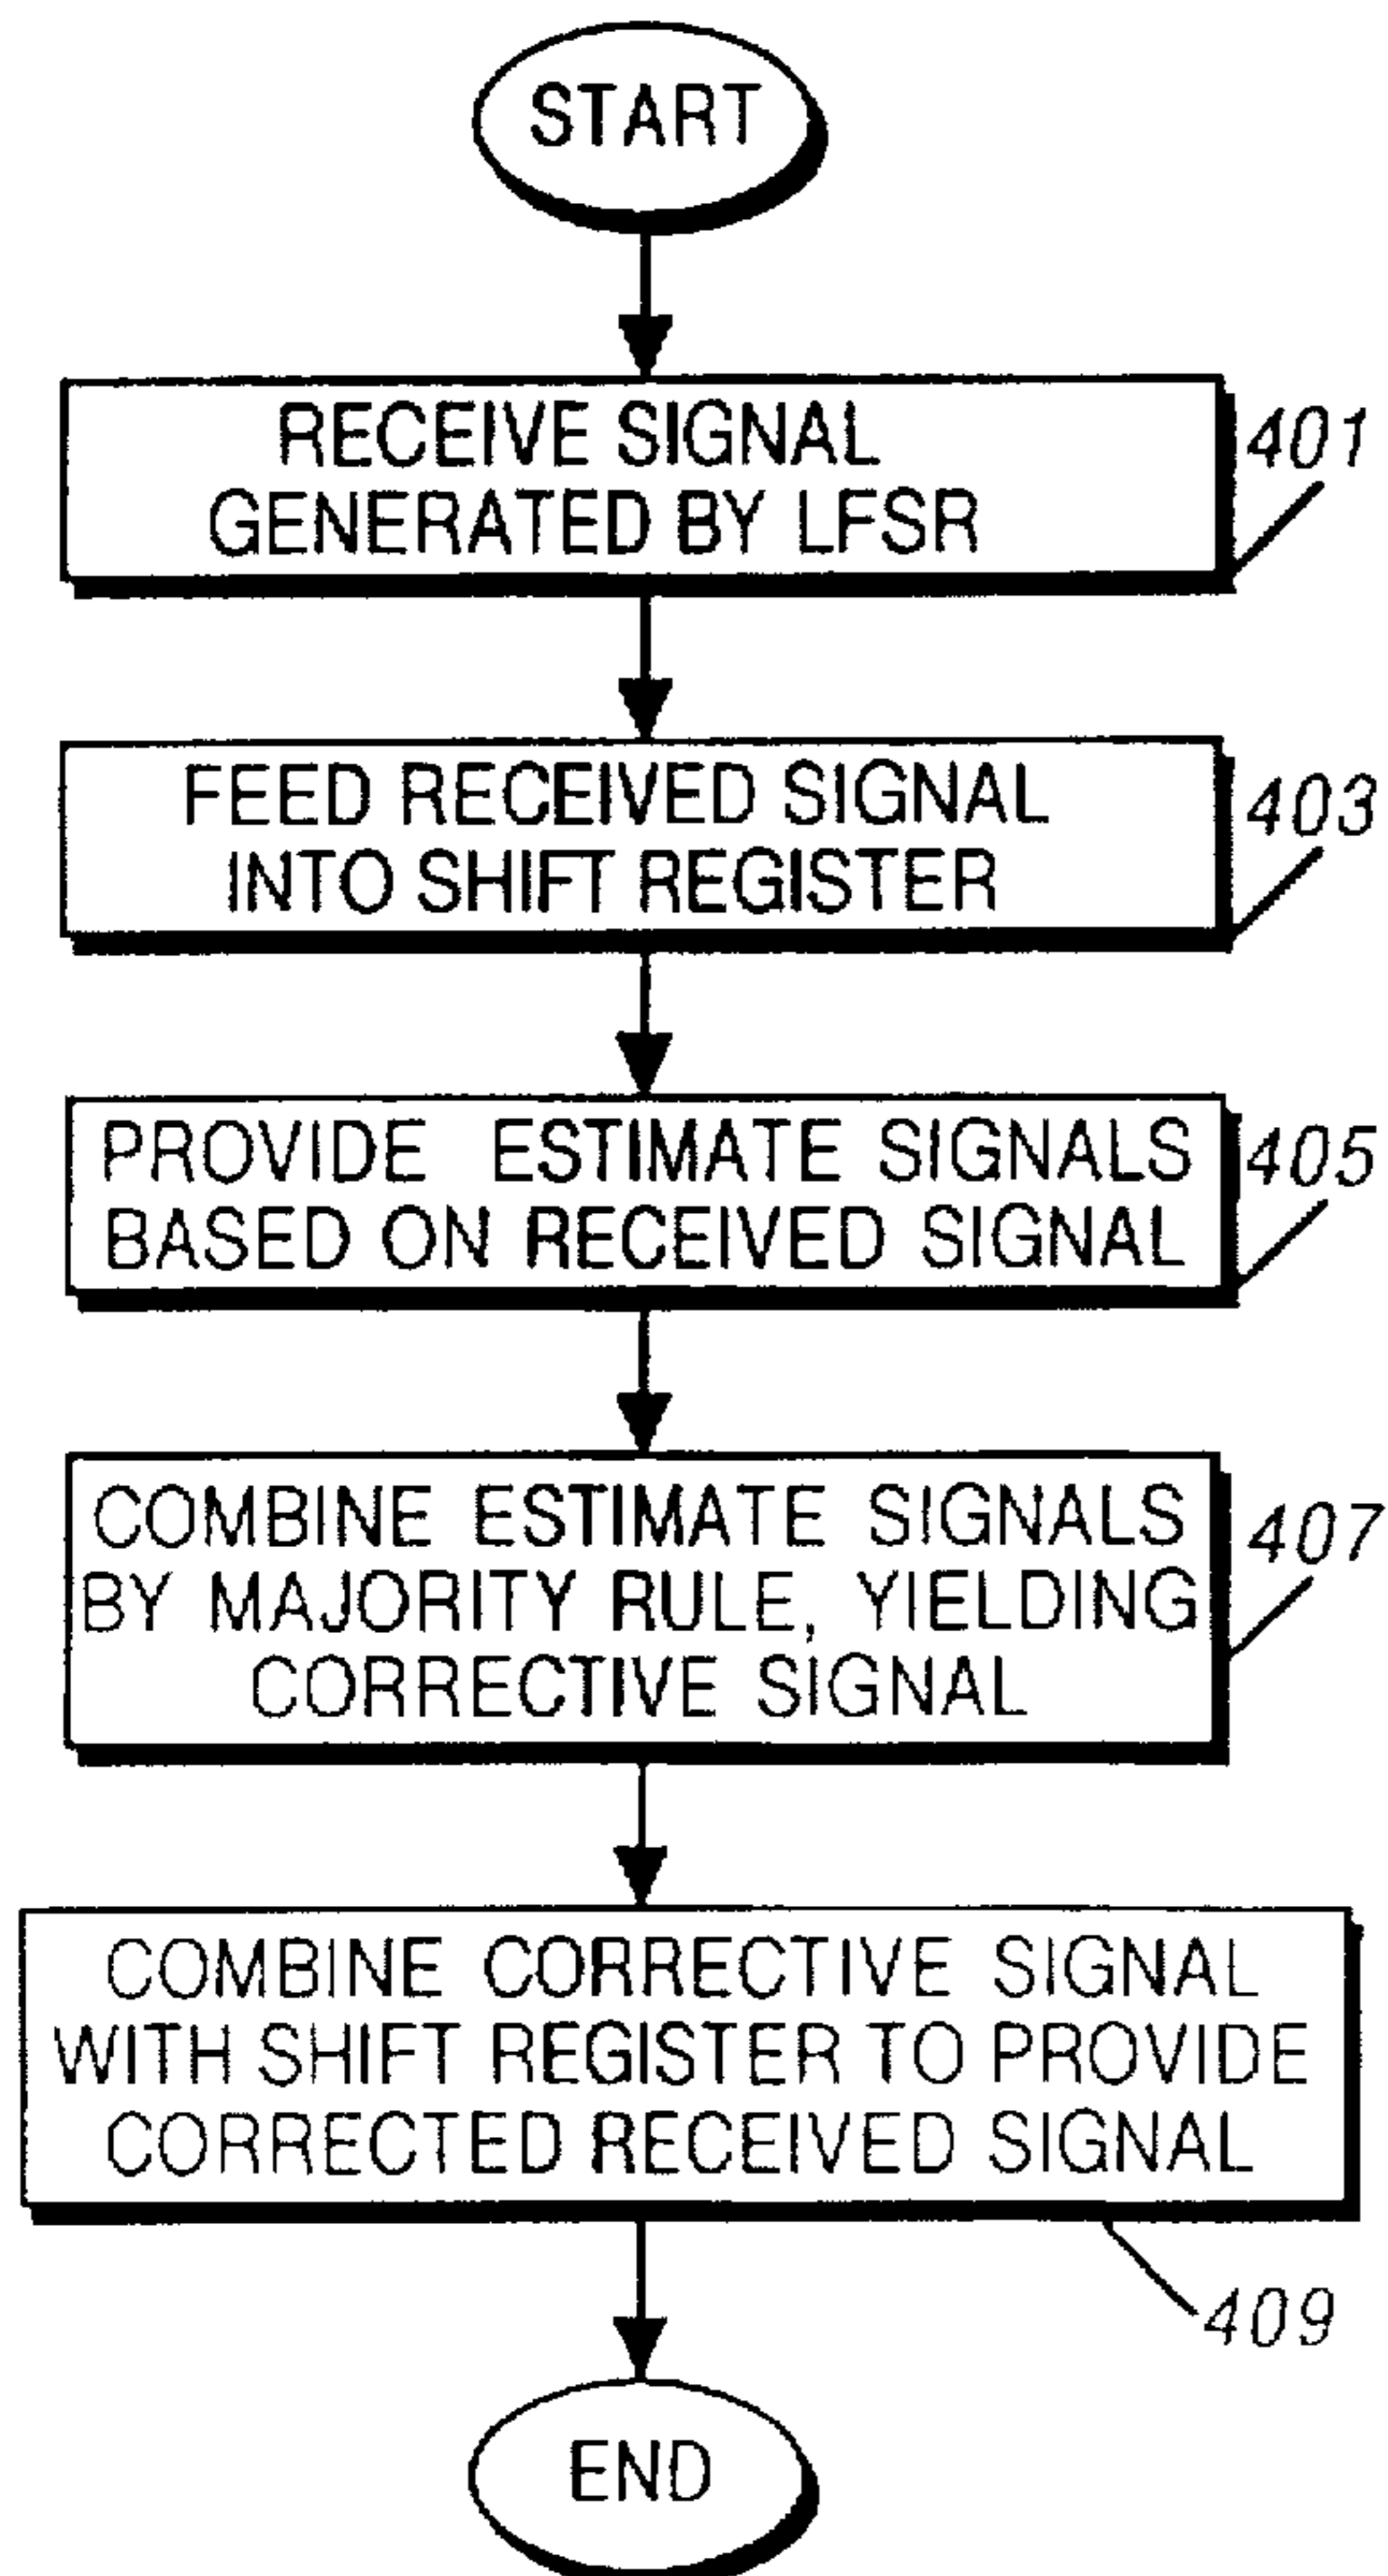 START
RECEIVE SIGNAL
GENERATED BY LFSR
401
FEED RECEIVED SIGNAL
INTO SHIFT REGISTER
403
PROVIDE ESTIMATE SIGNALS
BASED ON RECEIVED SIGNAL
405
COMBINE ESTIMATE SIGNALS
BY MAJORITY RULE, YIELDING
CORRECTIVE SIGNAL
407
COMBINE CORRECTIVE SIGNAL
WITH SHIFT REGISTER TO PROVIDE
CORRECTED RECEIVED SIGNAL
409
END